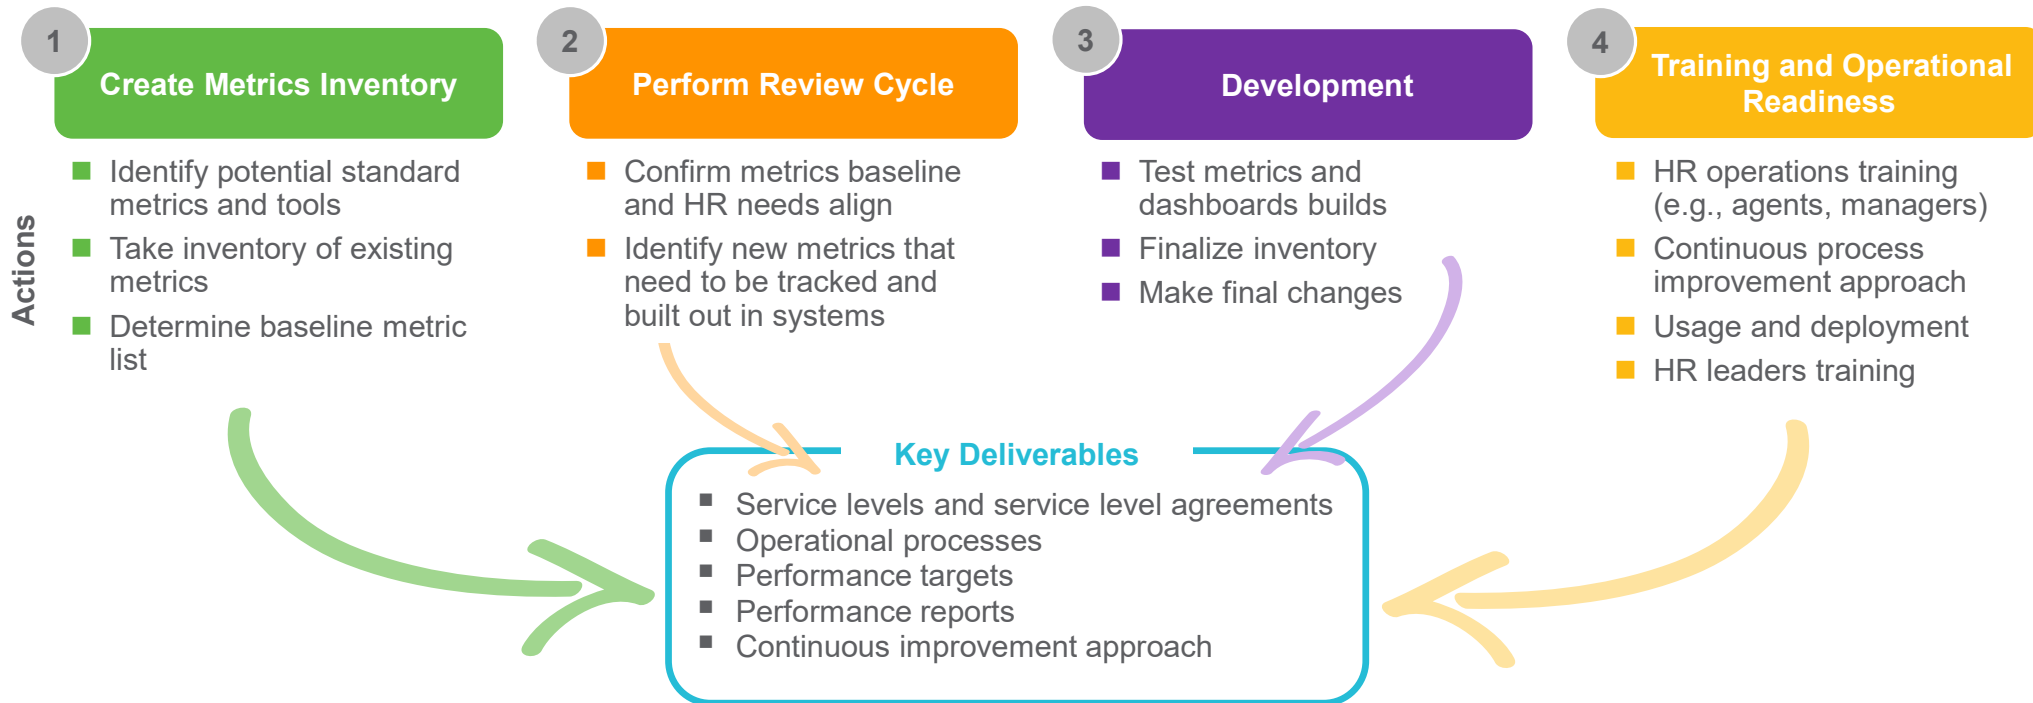 1
Create Metrics Inventory
2
Perform Review Cycle
3
Development
4
Training and Operational
Readiness
Actions
Identify potential standard
metrics and tools
Take inventory of existing
metrics
Determine baseline metric
list
Confirm metrics baseline
and HR needs align
Identify new metrics that
need to be tracked and
built out in systems
Test metrics and
dashboards builds
Finalize inventory
Make final changes
HR operations training
(e.g., agents, managers)
Continuous process
improvement approach
Usage and deployment
HR leaders training
Key Deliverables
Service levels and service level agreements
Operational processes
Performance targets
Performance reports
Continuous improvement approach